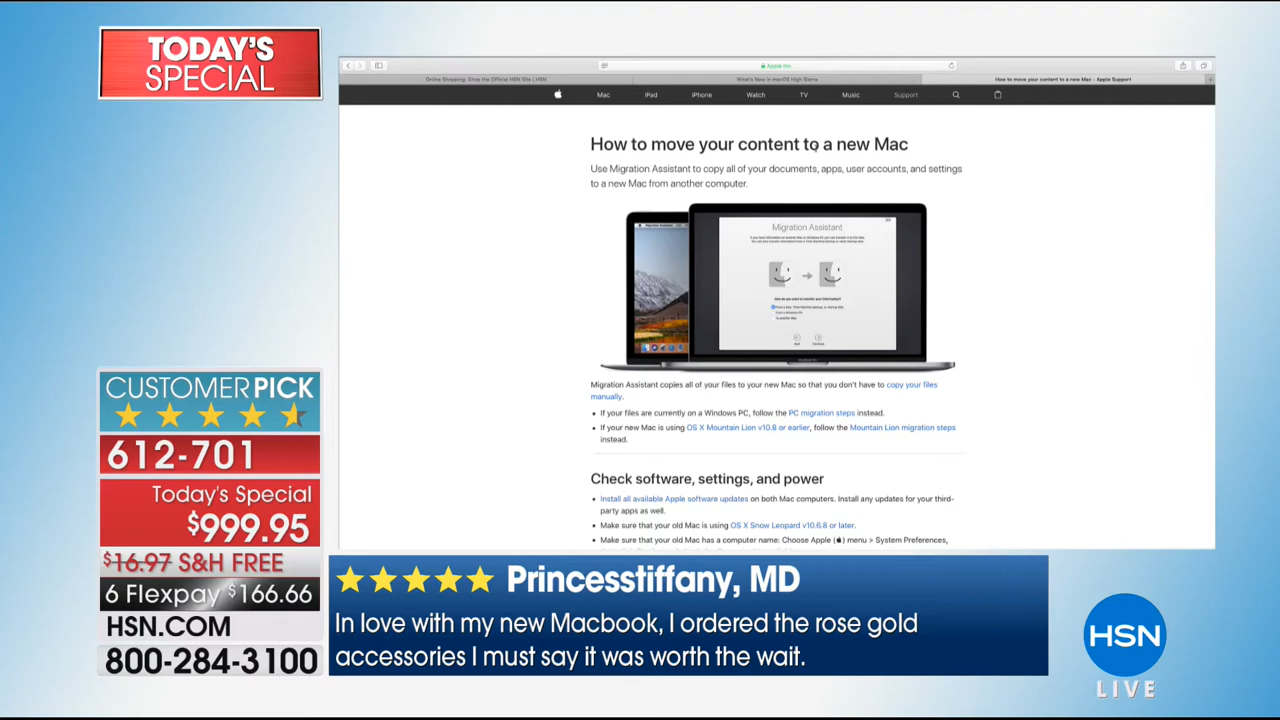 TODAY'S
SPECIAL
Apple Inc.
Online Shopping: Shop the Official HSN Site | HSN
What's New in macOS High Sierra
How to move your content to a new Mac - Apple Support
Mac
iPad
iPhone
Watch
TV
Music
Support
How to move your content to a new Mac
Use Migration Assistant to copy all of your documents, apps, user accounts, and settings
to a new Mac from another computer.
Migration Assistant
Migration Assistant copies all of your files to your new Mac so that you don't have to copy your files
manually.
• If your files are currently on a Windows PC, follow the PC migration steps instead.
• If your new Mac is using OS X Mountain Lion v10.8 or earlier, follow the Mountain Lion migration steps
instead.
Check software, settings, and power
• Install all available Apple software updates on both Mac computers. Install any updates for your third-
party apps as well.
• Make sure that your old Mac is using OS X Snow Leopard v10.6.8 or later.
• Make sure that your old Mac has a computer name: Choose Apple () menu > System Preferences,
CUSTOMER PICK
612-701
Today's Special
$999.95
$16.97 S&H FREE
6 Flexpay $166.66
HSN.COM
800-284-3100
Princesstiffany, MD
In love with my new Macbook, I ordered the rose gold
accessories I must say it was worth the wait.
HSN
LIVE